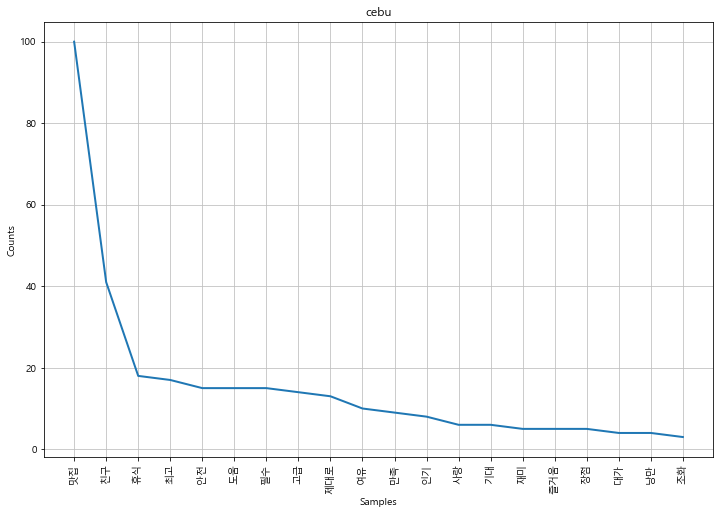 cebu
100
80
60
40
20
0
Counts
맛집
친구
휴식
최고
안전
도움
필수
고급
제대로
여유
만족
인기
사랑
기대
재미
즐거움
장점
대가
낭만
조화
Samples